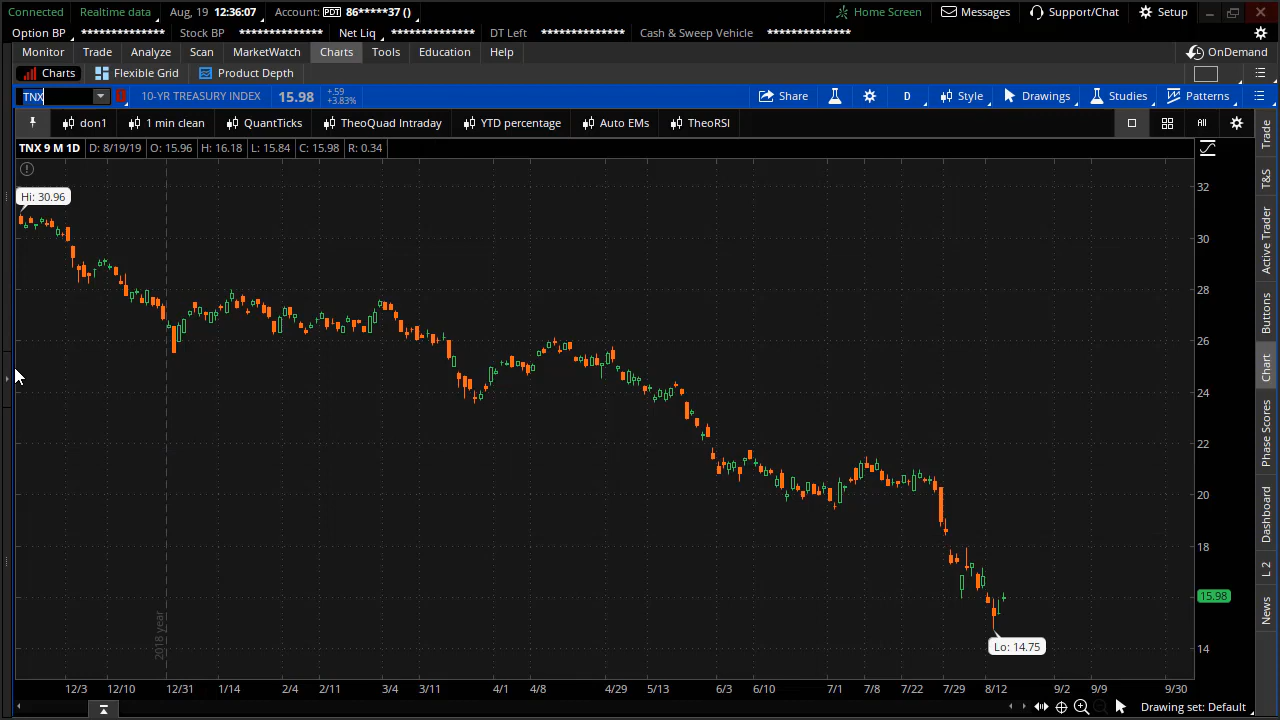 Connected Realtime data Aug, 19 12:36:07 Account: PDT 86*****37 () Home Screen Messages Support/Chat Setup
Option BP ************** Stock BP ************** Net Liq ************** DT Left ************** Cash & Sweep Vehicle **************
Monitor Trade Analyze Scan MarketWatch Charts Tools Education Help OnDemand
Charts Flexible Grid Product Depth
TNX 10-YR TREASURY INDEX 15.98 +.59 +3.83% Share D Style Drawings Studies Patterns
don1 1 min clean QuantTicks TheoQuad Intraday YTD percentage Auto EMs TheoRSI All
TNX 9 M 1D D: 8/19/19 O: 15.96 H: 16.18 L: 15.84 C: 15.98 R: 0.34
Hi: 30.96
32
30
28
26
24
22
20
18
15.98
14
Lo: 14.75
2018 year
12/3 12/10 12/31 1/14 2/4 2/11 3/4 3/11 4/1 4/8 4/29 5/13 6/3 6/10 7/1 7/8 7/22 7/29 8/12 9/2 9/9 9/30
Drawing set: Default
Trade
T&S
Active Trader
Buttons
Chart
Phase Scores
Dashboard
L 2
News